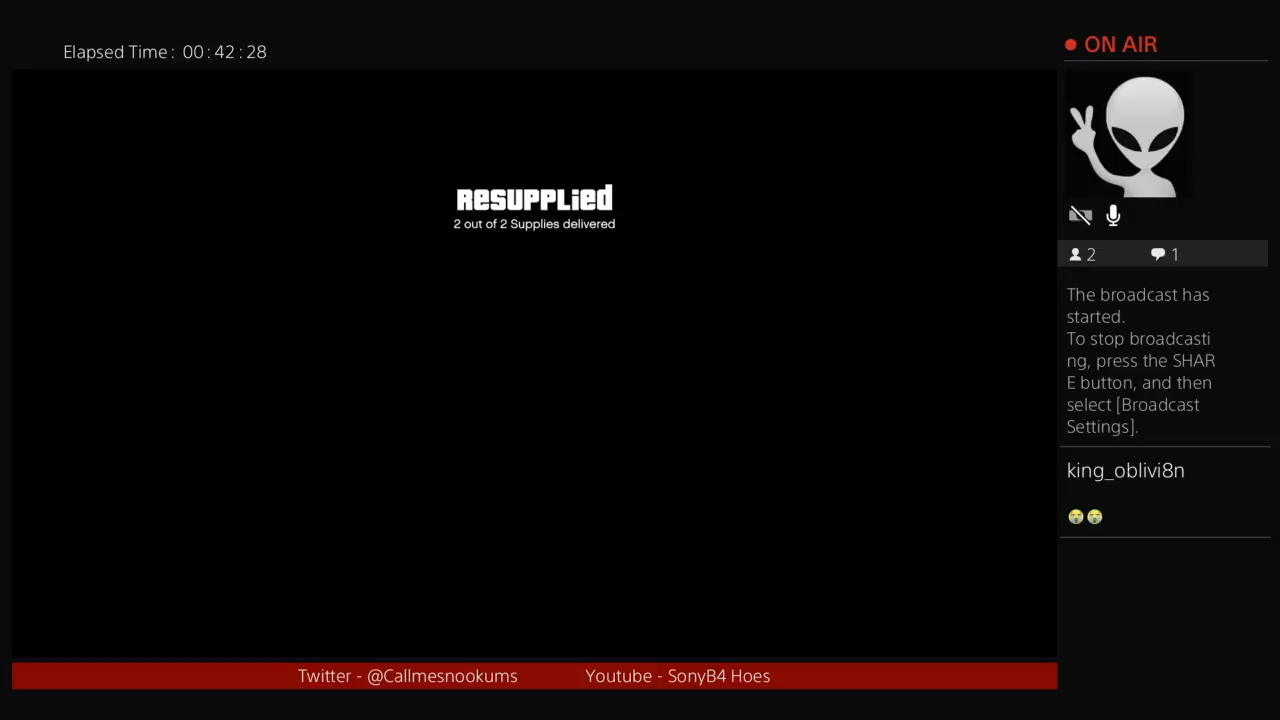 Elapsed Time: 00:42:28
ON AIR
RESUPPLied
2 out of 2 Supplies delivered
2 1
The broadcast has
started.
To stop broadcasti
ng, press the SHAR
E button, and then
select [Broadcast
Settings].
king_oblivi8n
😭😭
Twitter - @Callmesnookums Youtube - SonyB4 Hoes